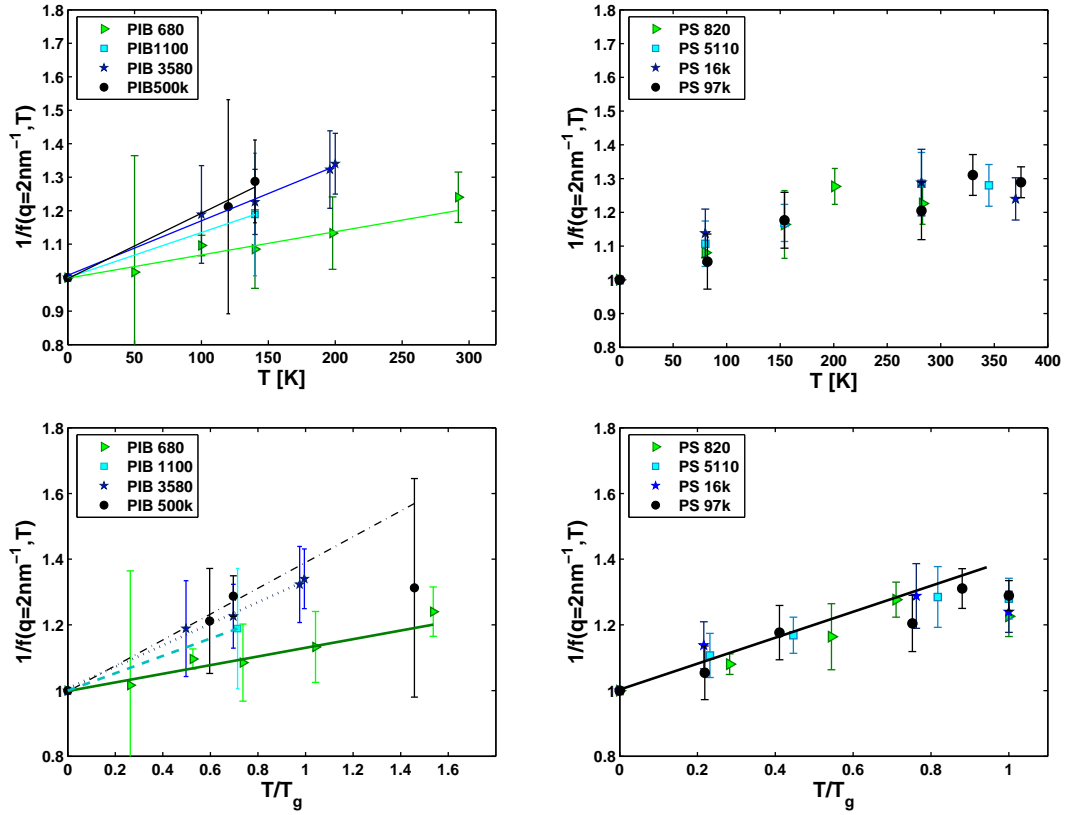 1.8
1.7
1.6
1.5
1.4
1.3
1.2
1.1
1
0.9
0.8
1/f(q=2nm⁻¹,T)
PIB 680
PIB1100
PIB 3580
PIB500k
0 50 100 150 200 250 300
T [K]
1.8
1.7
1.6
1.5
1.4
1.3
1.2
1.1
1
0.9
0.8
1/f(q=2nm⁻¹,T)
PS 820
PS 5110
PS 16k
PS 97k
0 50 100 150 200 250 300 350 400
T [K]
1.8
1.6
1.4
1.2
1
0.8
1/f(q=2nm⁻¹,T)
PIB 680
PIB 1100
PIB 3580
PIB 500k
0 0.2 0.4 0.6 0.8 1 1.2 1.4 1.6
T/Tg
1.8
1.6
1.4
1.2
1
0.8
1/f(q=2nm⁻¹,T)
PS 820
PS 5110
PS 16k
PS 97k
0 0.2 0.4 0.6 0.8 1
T/Tg